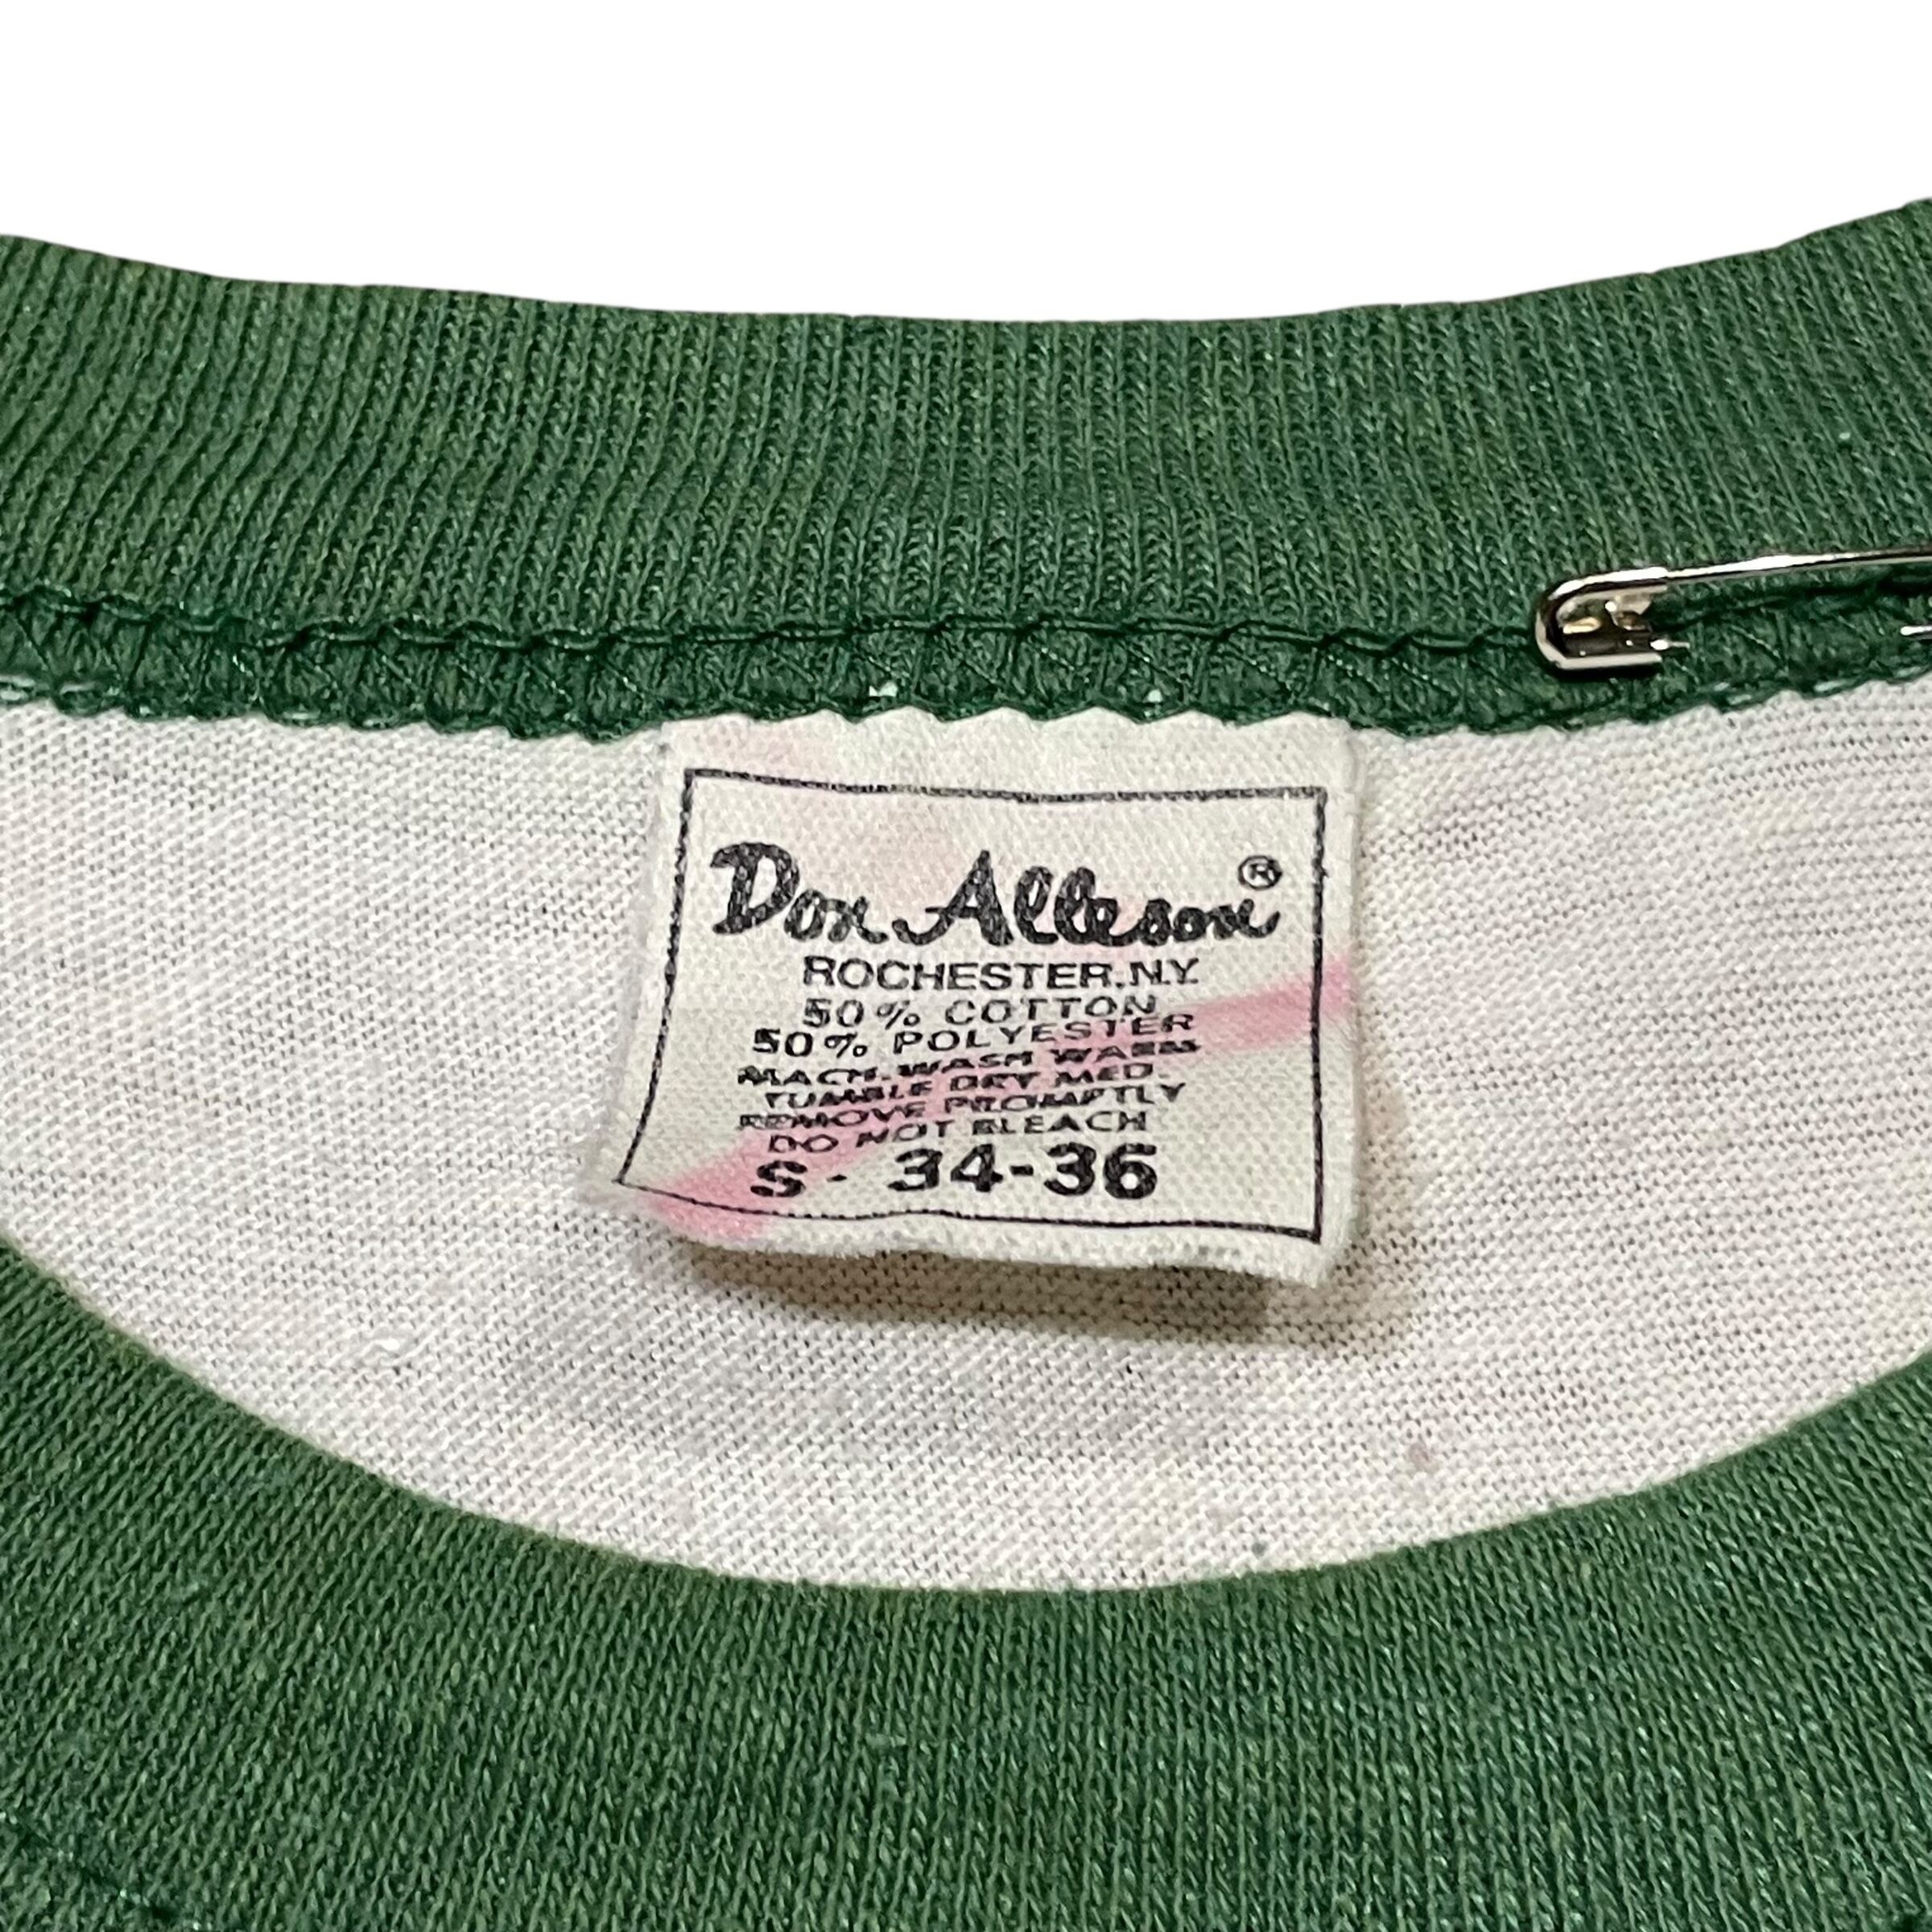 Don Alleson ®
ROCHESTER, N.Y.
50% COTTON
50% POLYESTER
MACH. WASH WARM
TUMBLE DRY MED.
REMOVE PROMPTLY
DO NOT BLEACH
S - 34-36